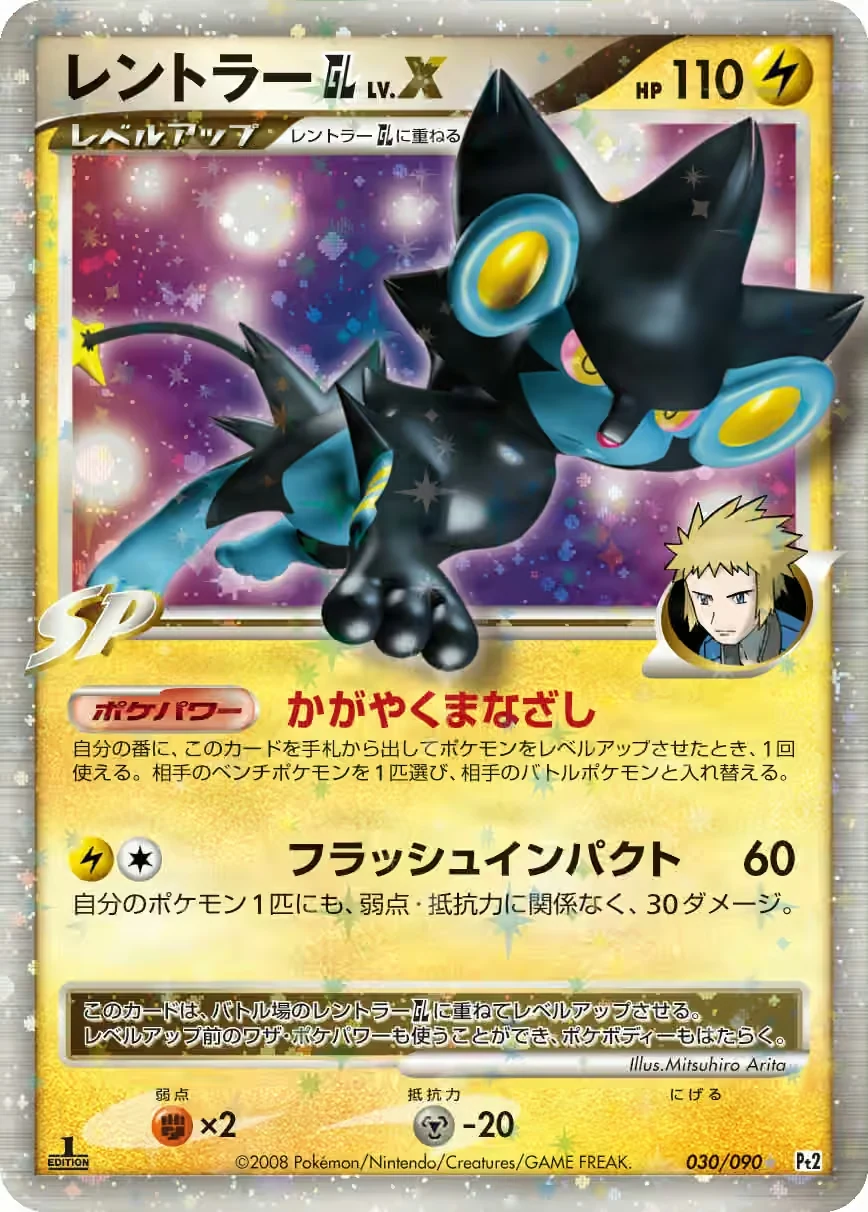 レントラーGL LV.X HP 110
レベルアップ レントラーGLに重ねる
SP
ポケパワー かがやくまなざし
自分の番に、このカードを手札から出してポケモンをレベルアップさせたとき、1回
使える。相手のベンチポケモンを1匹選び、相手のバトルポケモンと入れ替える。
フラッシュインパクト 60
自分のポケモン1匹にも、弱点・抵抗力に関係なく、30ダメージ。
このカードは、バトル場のレントラーGLに重ねてレベルアップさせる。
レベルアップ前のワザ・ポケパワーも使うことができ、ポケボディーもはたらく。
Illus.Mitsuhiro Arita
弱点 抵抗力 にげる
×2 -20
1 EDITION ©2008 Pokémon/Nintendo/Creatures/GAME FREAK. 030/090 Pt2